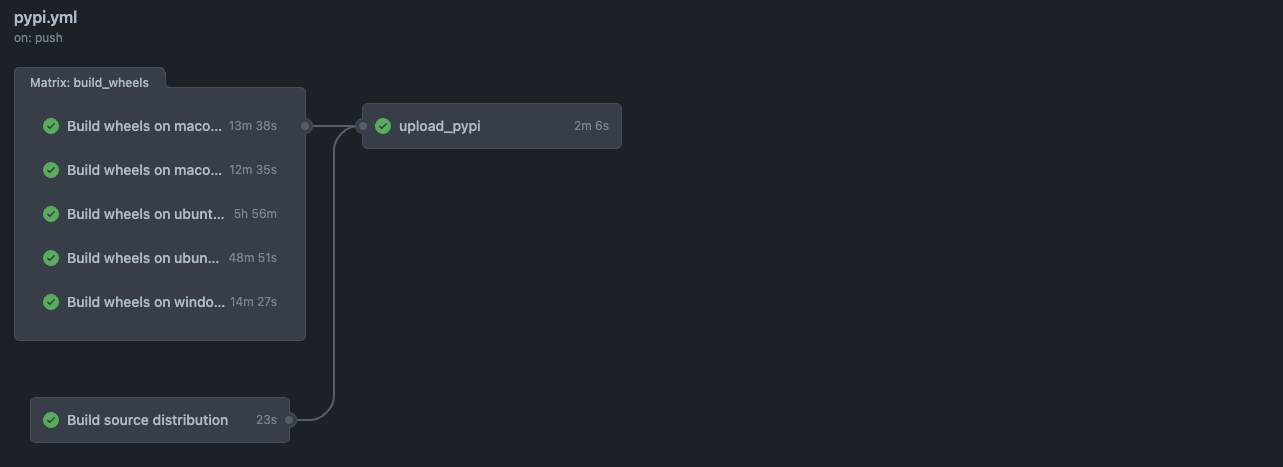 pypi.yml
on: push
Matrix: build_wheels
Build wheels on maco... 13m 38s
Build wheels on maco... 12m 35s
Build wheels on ubunt... 5h 56m
Build wheels on ubun... 48m 51s
Build wheels on windo... 14m 27s
upload_pypi 2m 6s
Build source distribution 23s